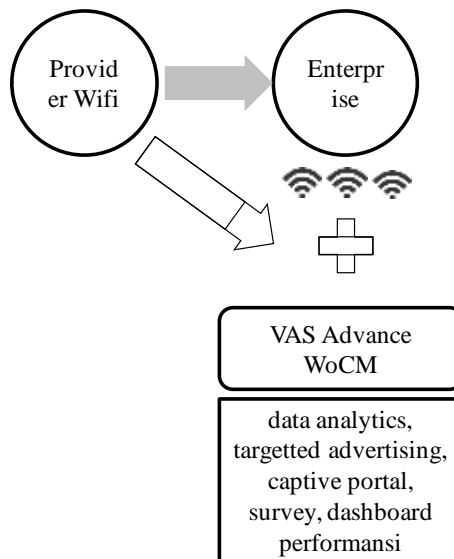 Provid
er Wifi
Enterpr
ise
VAS Advance
WoCM
data analytics,
targetted advertising,
captive portal,
survey, dashboard
performansi